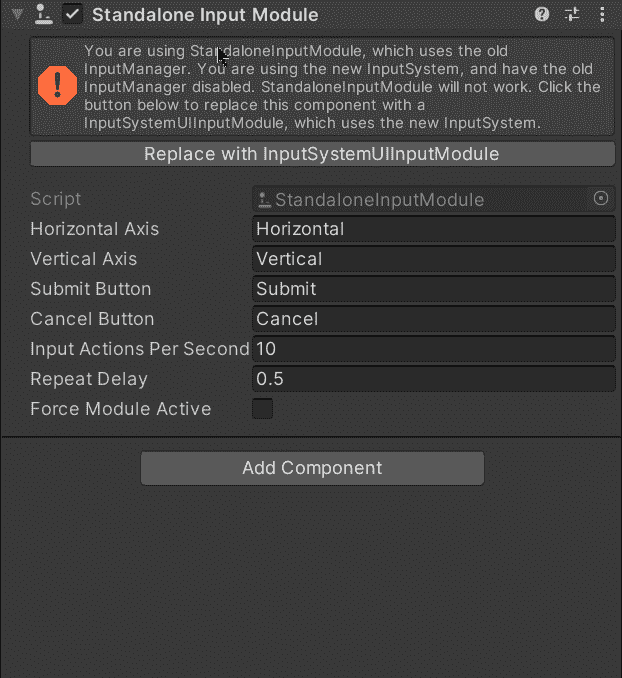 Standalone Input Module
You are using StandaloneInputModule, which uses the old
InputManager. You are using the new InputSystem, and have the old
InputManager disabled. StandaloneInputModule will not work. Click the
button below to replace this component with a
InputSystemUIInputModule, which uses the new InputSystem.
Replace with InputSystemUIInputModule
Script StandaloneInputModule
Horizontal Axis Horizontal
Vertical Axis Vertical
Submit Button Submit
Cancel Button Cancel
Input Actions Per Second 10
Repeat Delay 0.5
Force Module Active
Add Component